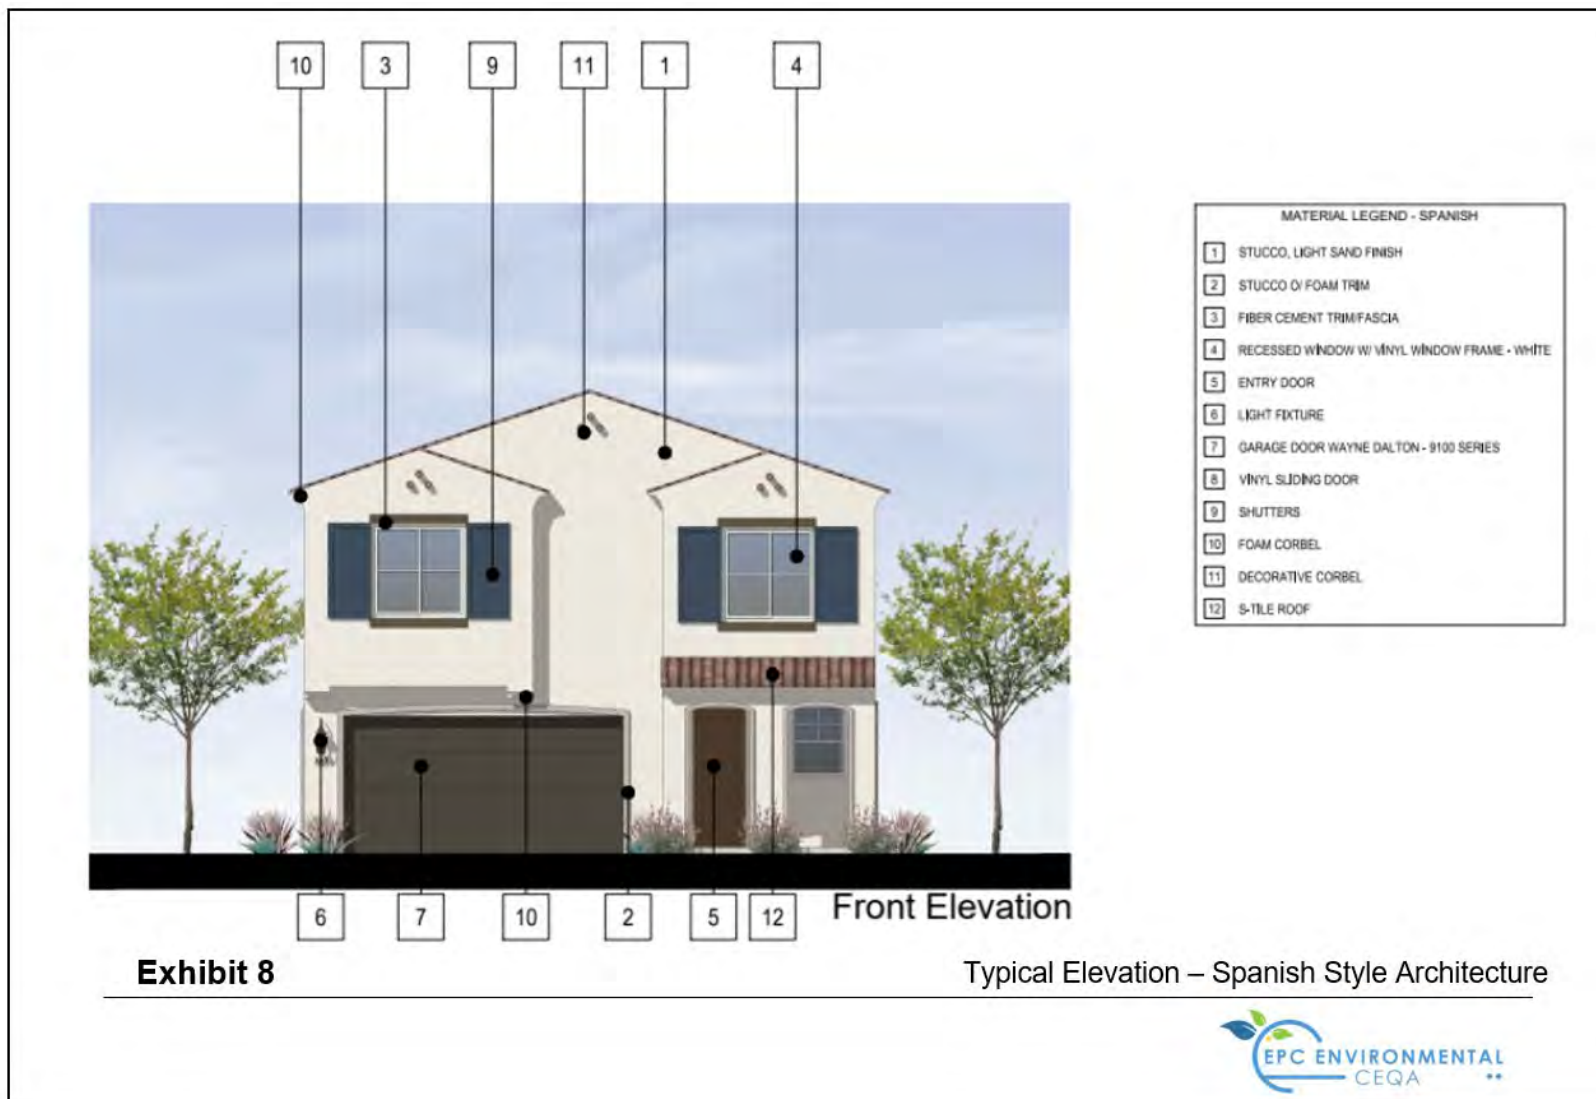 10 3 9 11 1 4
MATERIAL LEGEND - SPANISH
1 STUCCO, LIGHT SAND FINISH
2 STUCCO O/ FOAM TRIM
3 FIBER CEMENT TRIM/FASCIA
4 RECESSED WINDOW W/ VINYL WINDOW FRAME - WHITE
5 ENTRY DOOR
6 LIGHT FIXTURE
7 GARAGE DOOR WAYNE DALTON - 9100 SERIES
8 VINYL SLIDING DOOR
9 SHUTTERS
10 FOAM CORBEL
11 DECORATIVE CORBEL
12 S-TILE ROOF
6 7 10 2 5 12
Front Elevation
Exhibit 8
Typical Elevation – Spanish Style Architecture
EPC ENVIRONMENTAL
CEQA